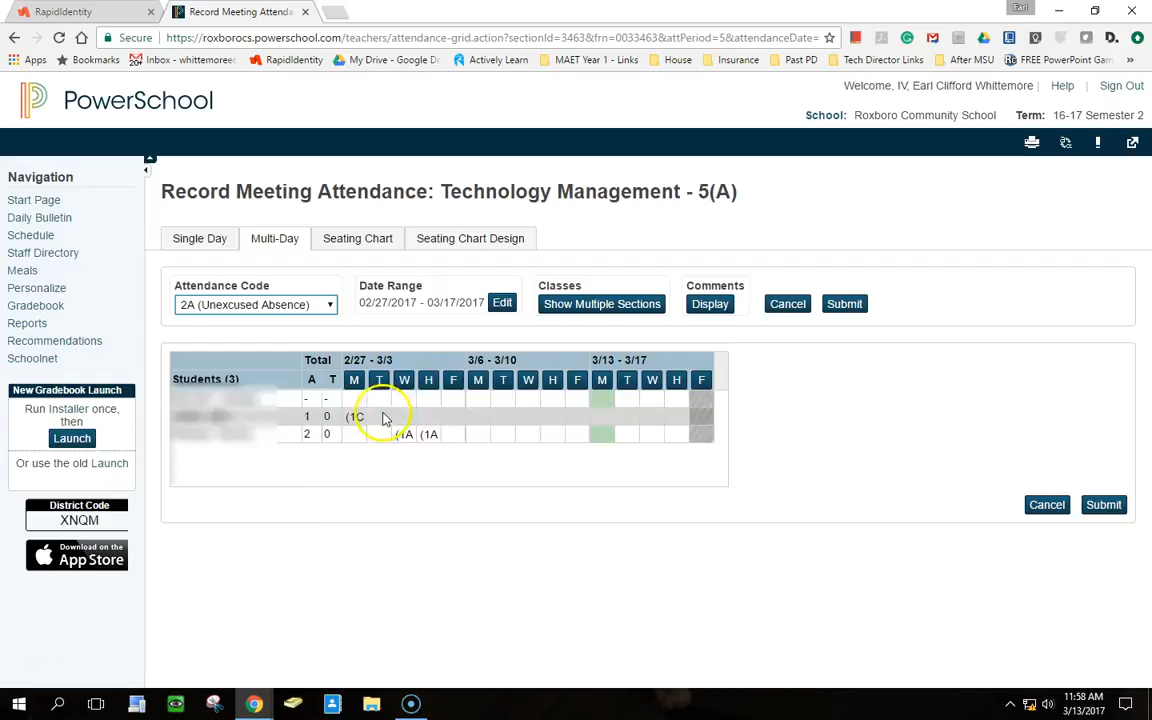 RapidIdentity
Record Meeting Attenda
Earl
Secure
https://roxborocs.powerschool.com/teachers/attendance-grid.action?sectionId=3463&frn=0033463&attPeriod=5&attendanceDate=
Apps
Bookmarks
Inbox - whittemoreec
RapidIdentity
My Drive - Google Dr
Actively Learn
MAET Year 1 - Links
House
Insurance
Past PD
Tech Director Links
After MSU
FREE PowerPoint Gam
PowerSchool
Welcome, IV, Earl Clifford Whittemore
Help
Sign Out
School: Roxboro Community School
Term: 16-17 Semester 2
Navigation
Start Page
Daily Bulletin
Schedule
Staff Directory
Meals
Personalize
Gradebook
Reports
Recommendations
Schoolnet
New Gradebook Launch
Run Installer once,
then
Launch
Or use the old Launch
District Code
XNQM
Download on the
App Store
Record Meeting Attendance: Technology Management - 5(A)
Single Day
Multi-Day
Seating Chart
Seating Chart Design
Attendance Code
2A (Unexcused Absence)
Date Range
02/27/2017 - 03/17/2017 Edit
Classes
Show Multiple Sections
Comments
Display
Cancel
Submit
Total 2/27 - 3/3 3/6 - 3/10 3/13 - 3/17
Students (3) A T M T W H F M T W H F M T W H F
- -
1 0 (1C
2 0 (1A (1A
Cancel
Submit
11:58 AM
3/13/2017